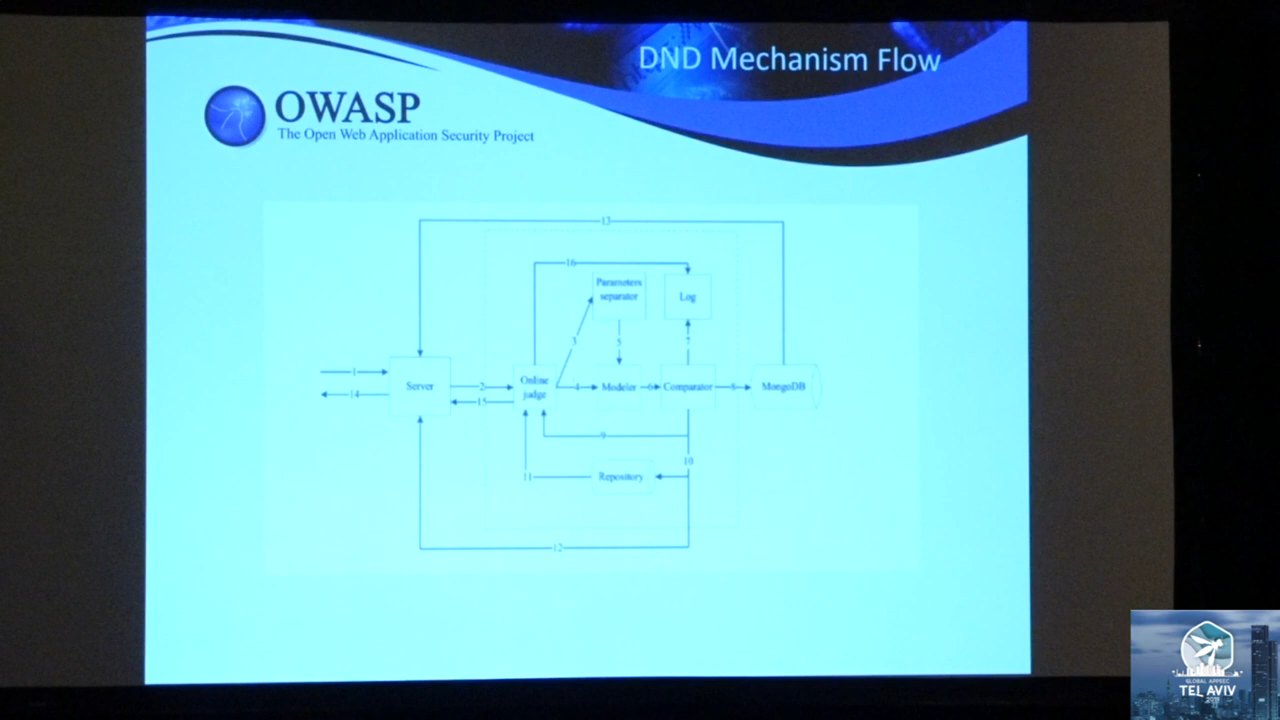 DND Mechanism Flow
OWASP
The Open Web Application Security Project
13
16
Parameters
separator
Log
3
5
7
1
Server
2
Online
judge
4
Modeler
6
Comparator
8
MongoDB
14
15
9
10
11
Repository
12
GLOBAL APPSEC
TEL AVIV